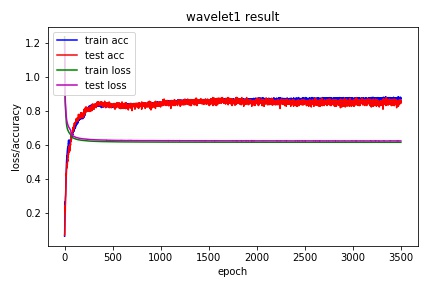 wavelet1 result
train acc
test acc
train loss
test loss
loss/accuracy
1.2
1.0
0.8
0.6
0.4
0.2
0 500 1000 1500 2000 2500 3000 3500
epoch